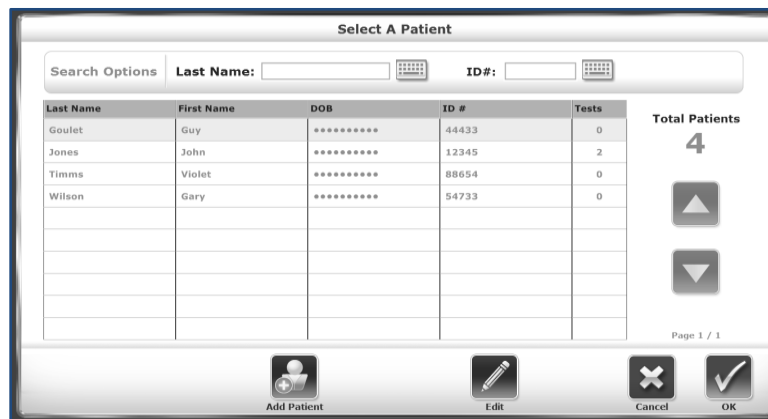 Select A Patient
Search Options Last Name: ID#:
Last Name First Name DOB ID # Tests
Goulet Guy •••••••••• 44433 0
Jones John •••••••••• 12345 2
Timms Violet •••••••••• 88654 0
Wilson Gary •••••••••• 54733 0
Total Patients
4
Page 1 / 1
Add Patient Edit Cancel OK